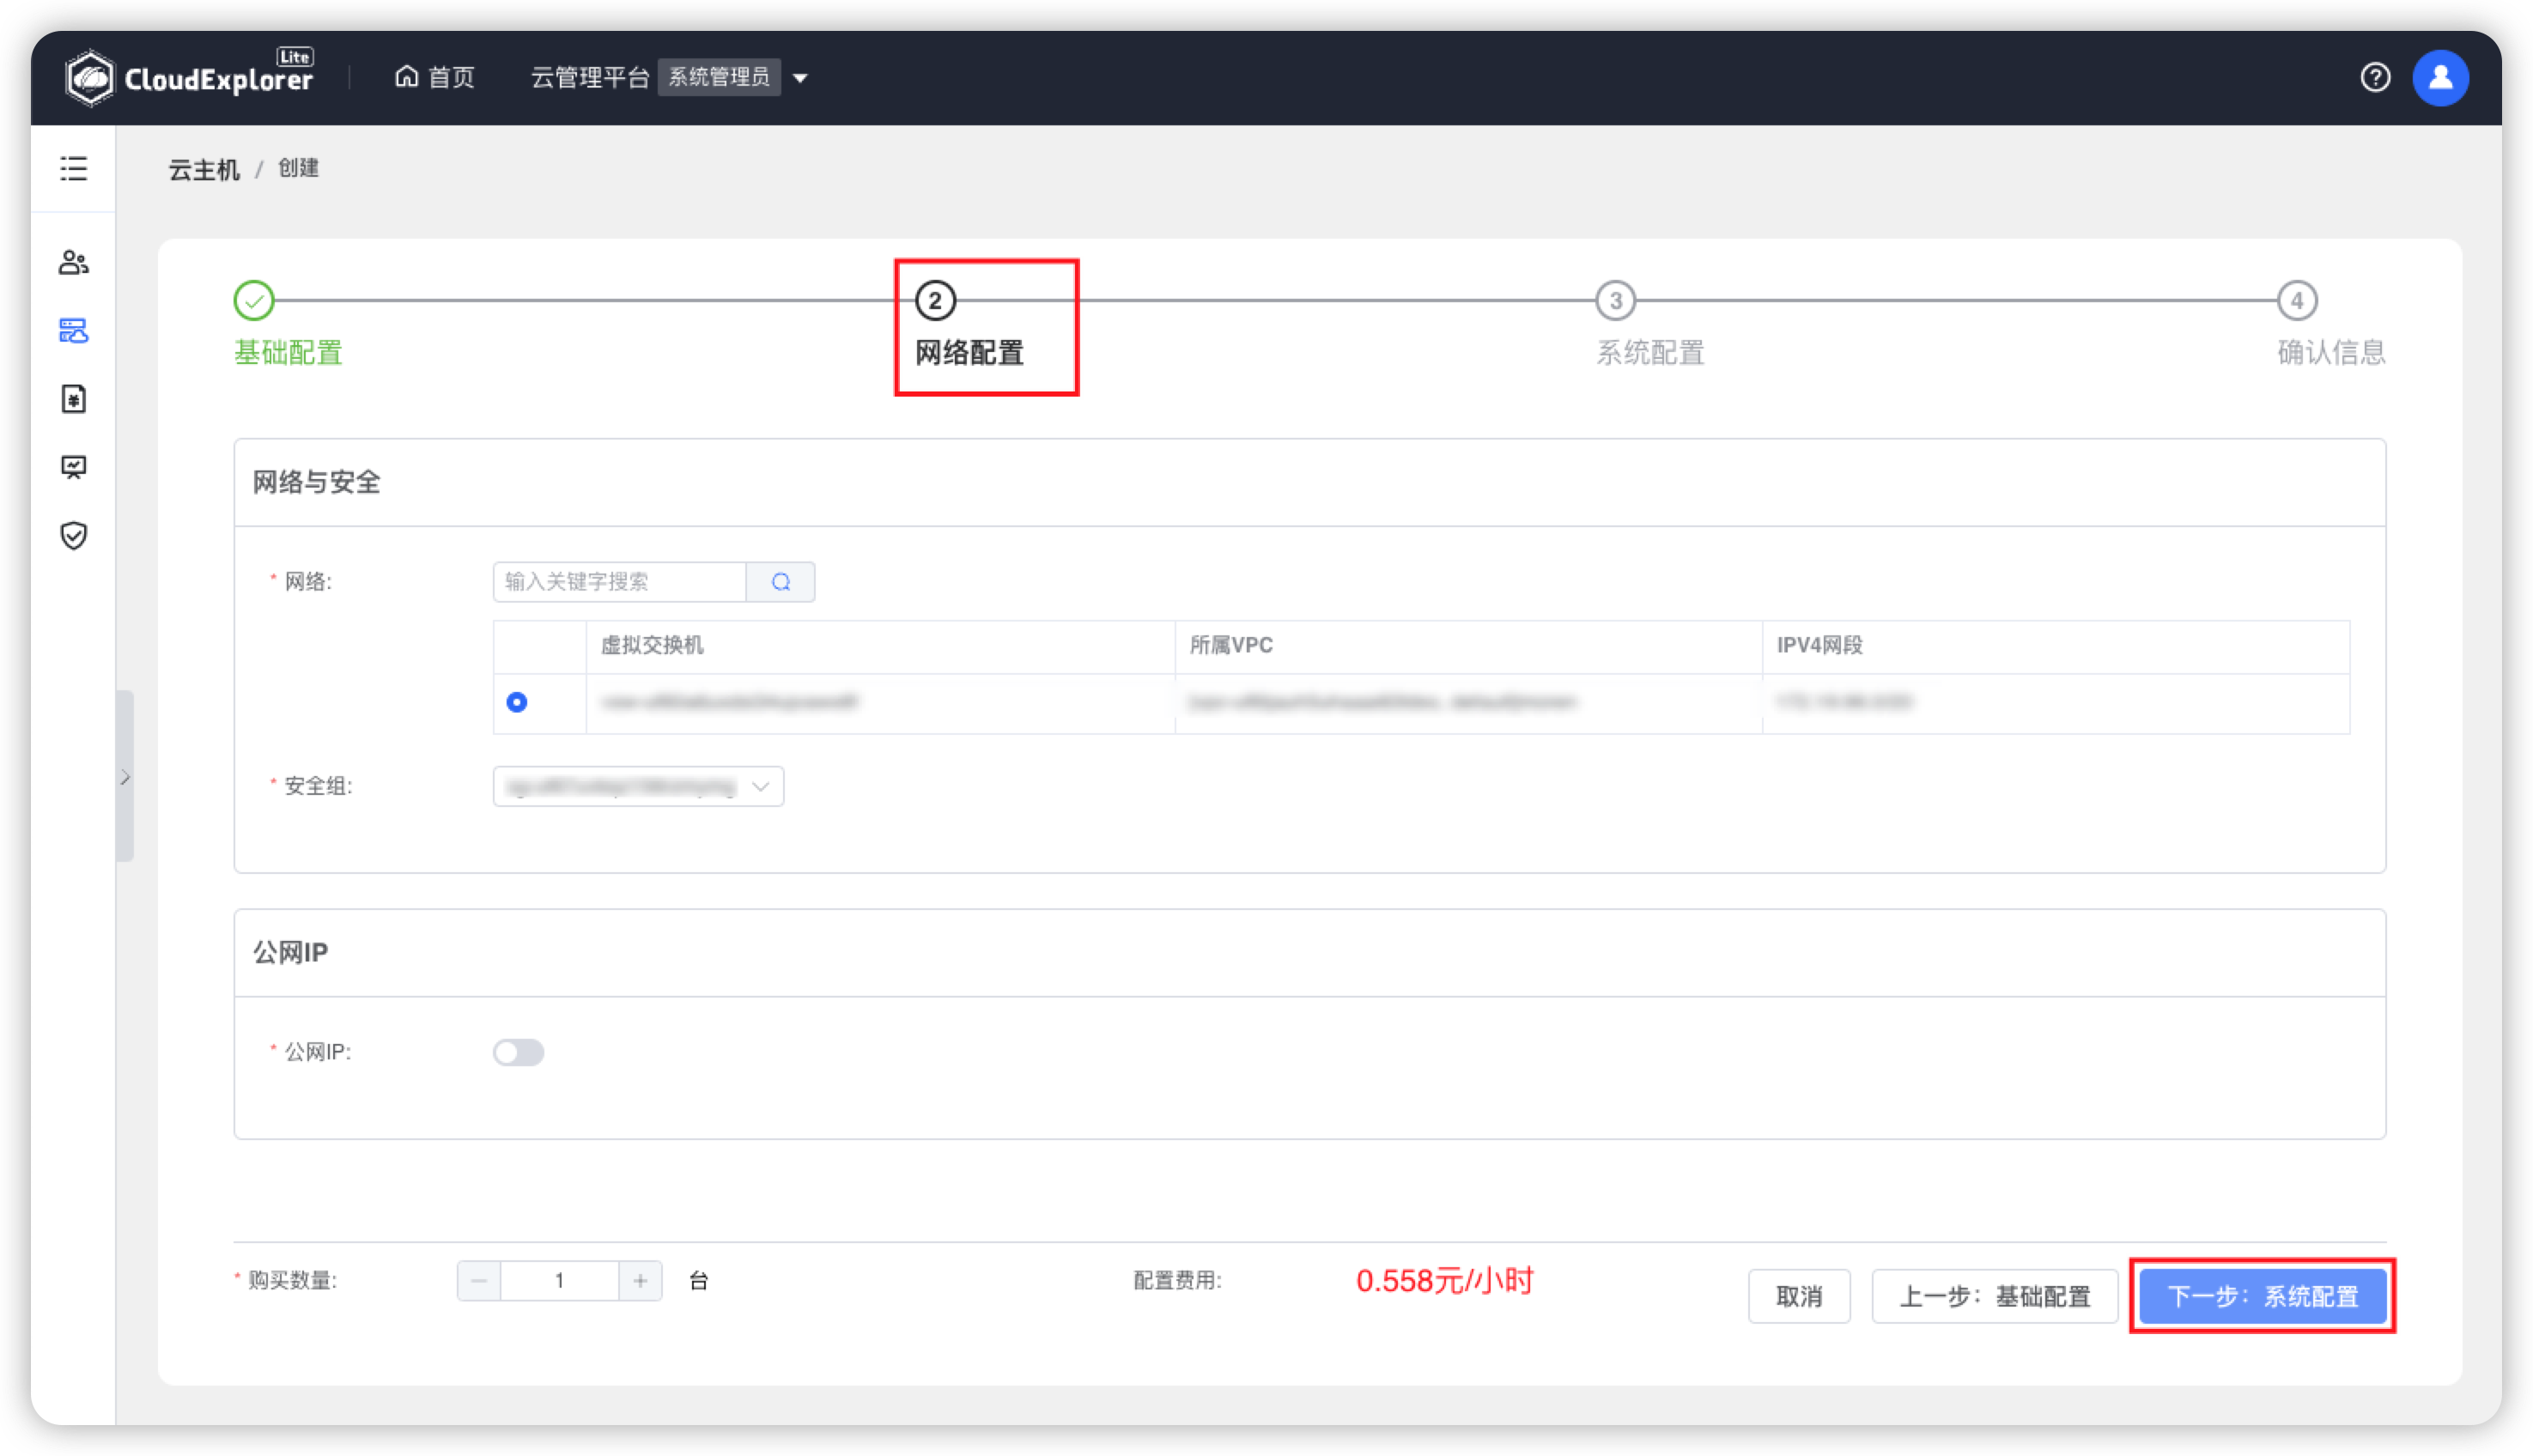 CloudExplorer Lite 首页 云管理平台 系统管理员
云主机 / 创建
2 3 4
基础配置 网络配置 系统配置 确认信息
网络与安全
* 网络: 输入关键字搜索
虚拟交换机 所属VPC IPV4网段
* 安全组:
公网IP
* 公网IP:
* 购买数量: 1 台 配置费用: 0.558元/小时 取消 上一步：基础配置 下一步：系统配置